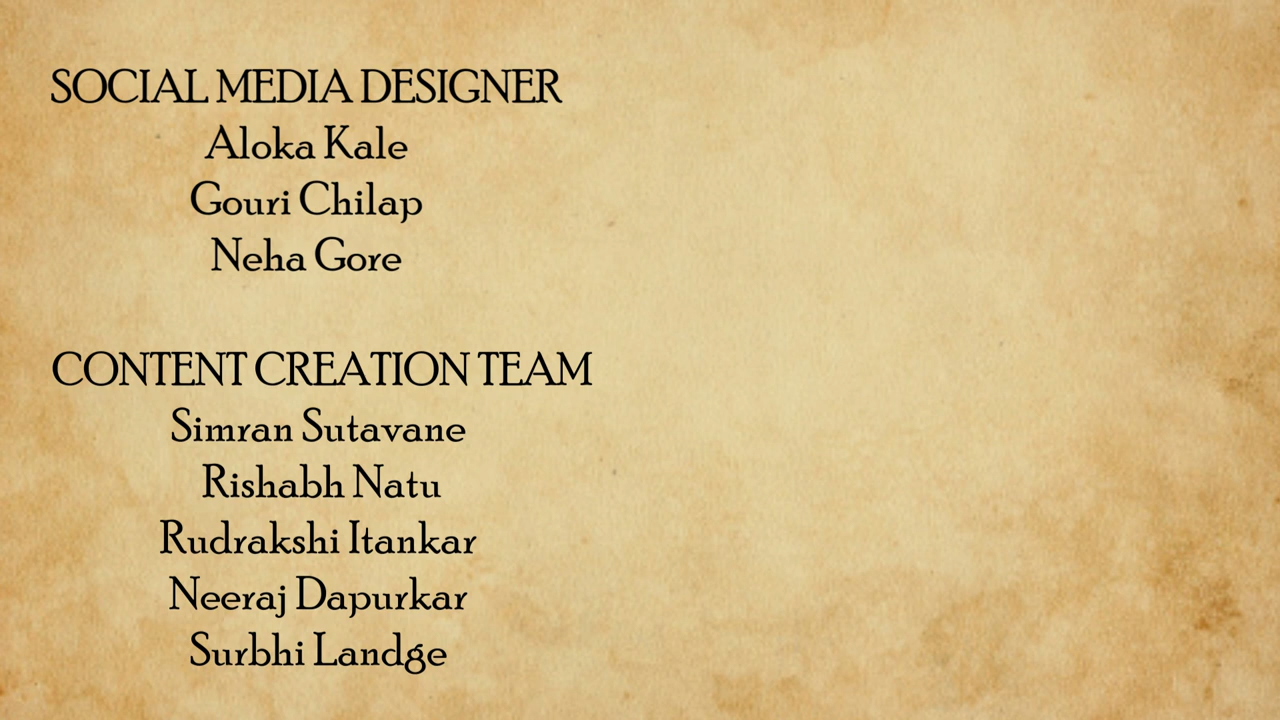 SOCIAL MEDIA DESIGNER
Aloka Kale
Gouri Chilap
Neha Gore
CONTENT CREATION TEAM
Simran Sutavane
Rishabh Natu
Rudrakshi Itankar
Neeraj Dapurkar
Surbhi Landge